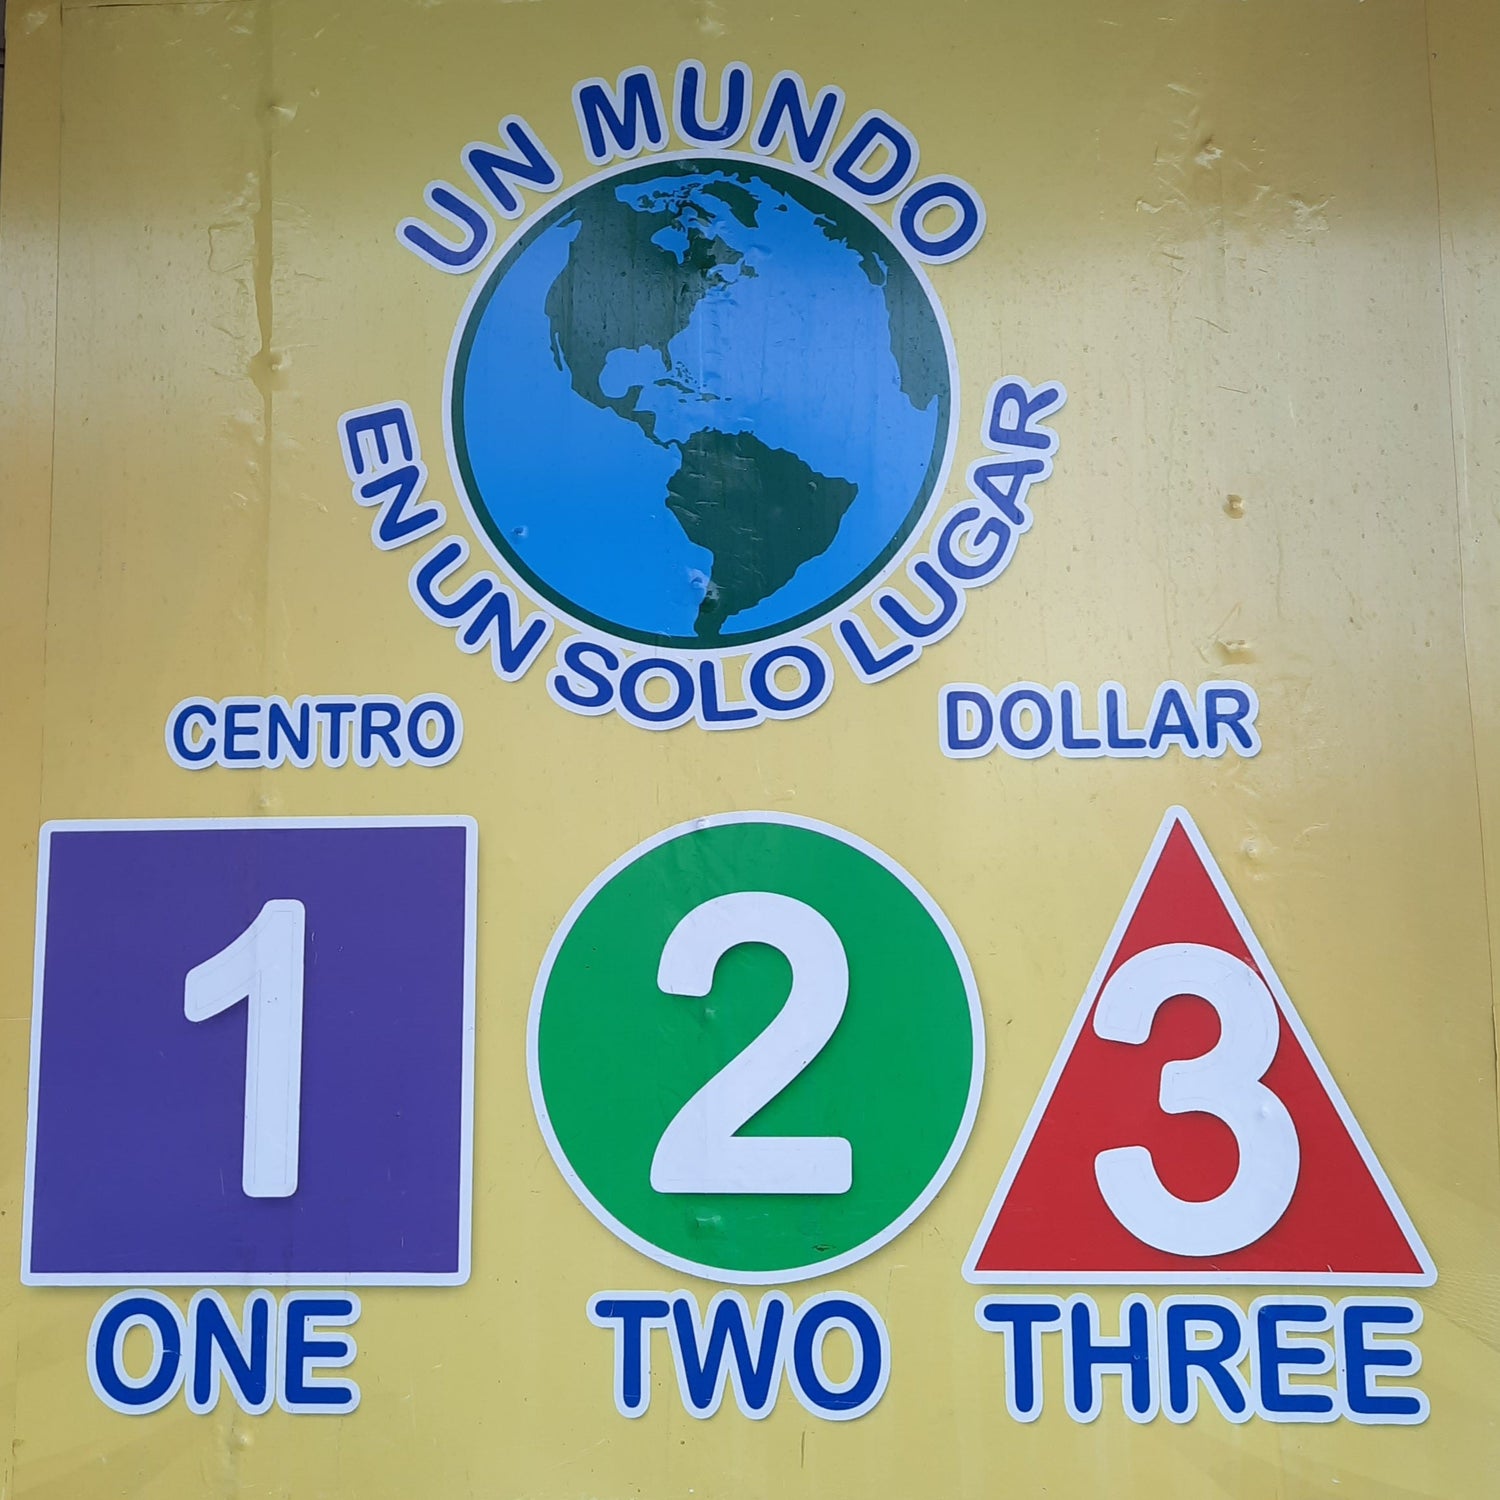 UN MUNDO
EN UN SOLO LUGAR
CENTRO DOLLAR
1 2 3
ONE TWO THREE